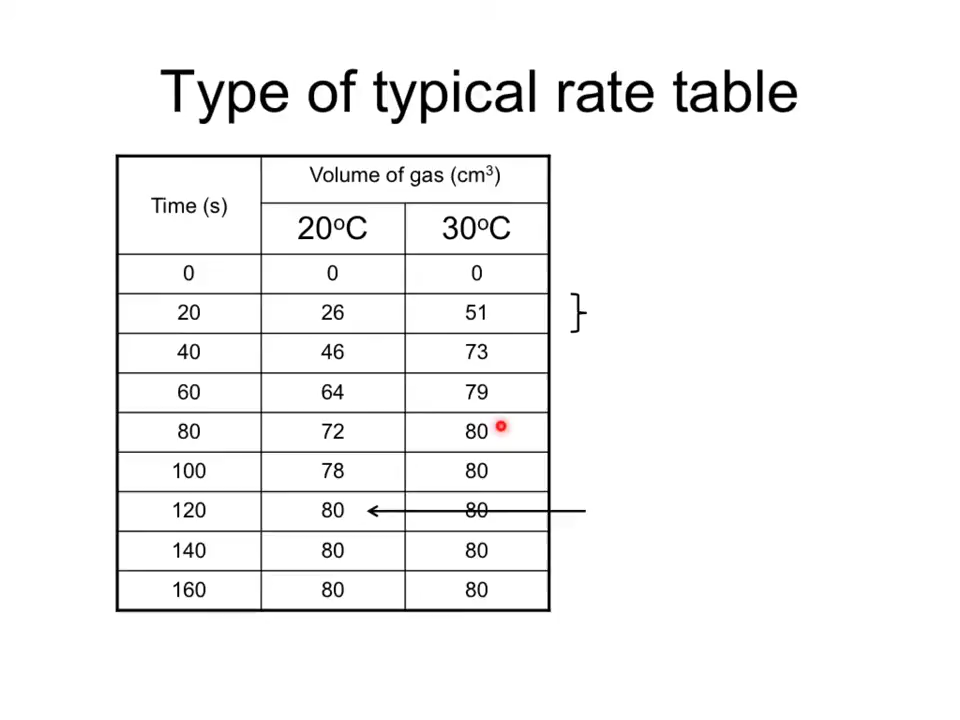 Type of typical rate table
Time (s) Volume of gas (cm³)
20ºC 30ºC
0 0 0
20 26 51
40 46 73
60 64 79
80 72 80
100 78 80
120 80 80
140 80 80
160 80 80